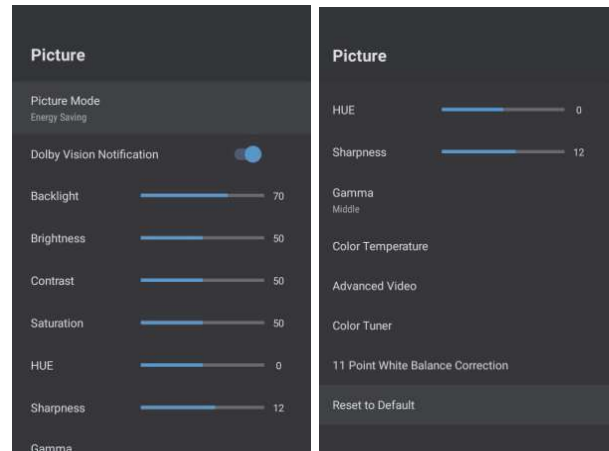 Picture
Picture Mode
Energy Saving
Dolby Vision Notification
Backlight 70
Brightness 50
Contrast 50
Saturation 50
HUE 0
Sharpness 12
Gamma
Picture
HUE 0
Sharpness 12
Gamma
Middle
Color Temperature
Advanced Video
Color Tuner
11 Point White Balance Correction
Reset to Default